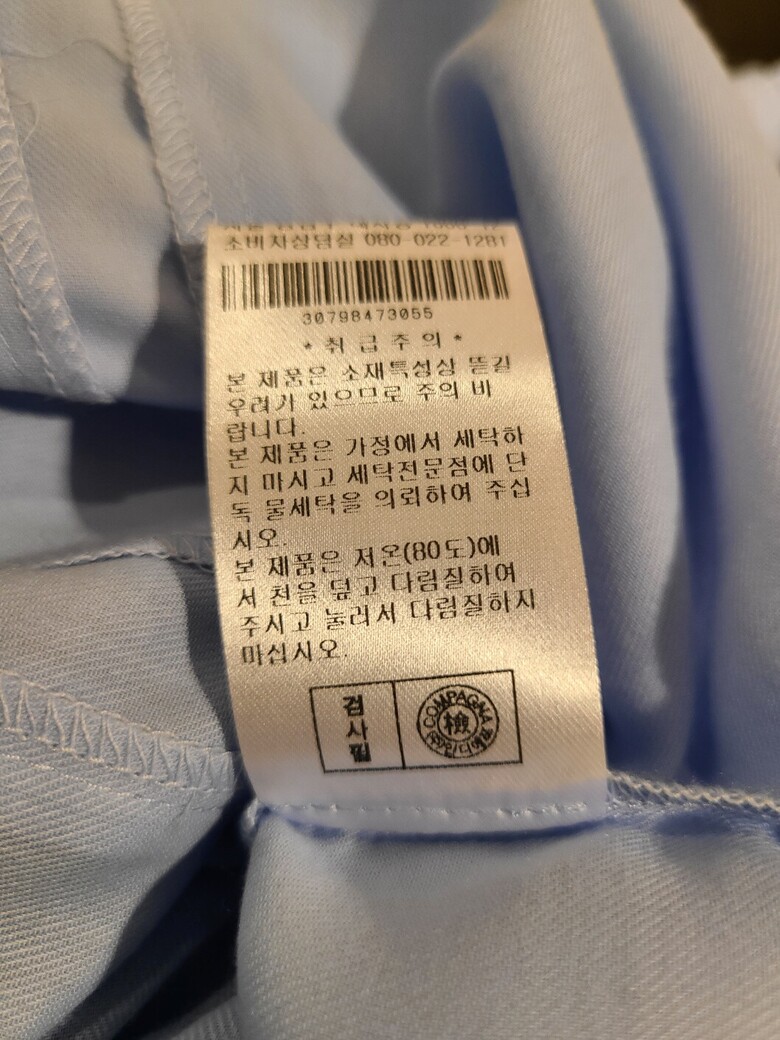 소비자상담실 080-022-1281
30798473055
*취급주의*
본 제품은 소재특성상 뜯길
우려가 있으므로 주의 바
랍니다.
본 제품은 가정에서 세탁하
지 마시고 세탁전문점에 단
독 물세탁을 의뢰하여 주십
시오.
본 제품은 저온(80도)에
서 천을 덮고 다림질하여
주시고 눌러서 다림질하지
마십시오.
검사필
COMPAGNA
檢